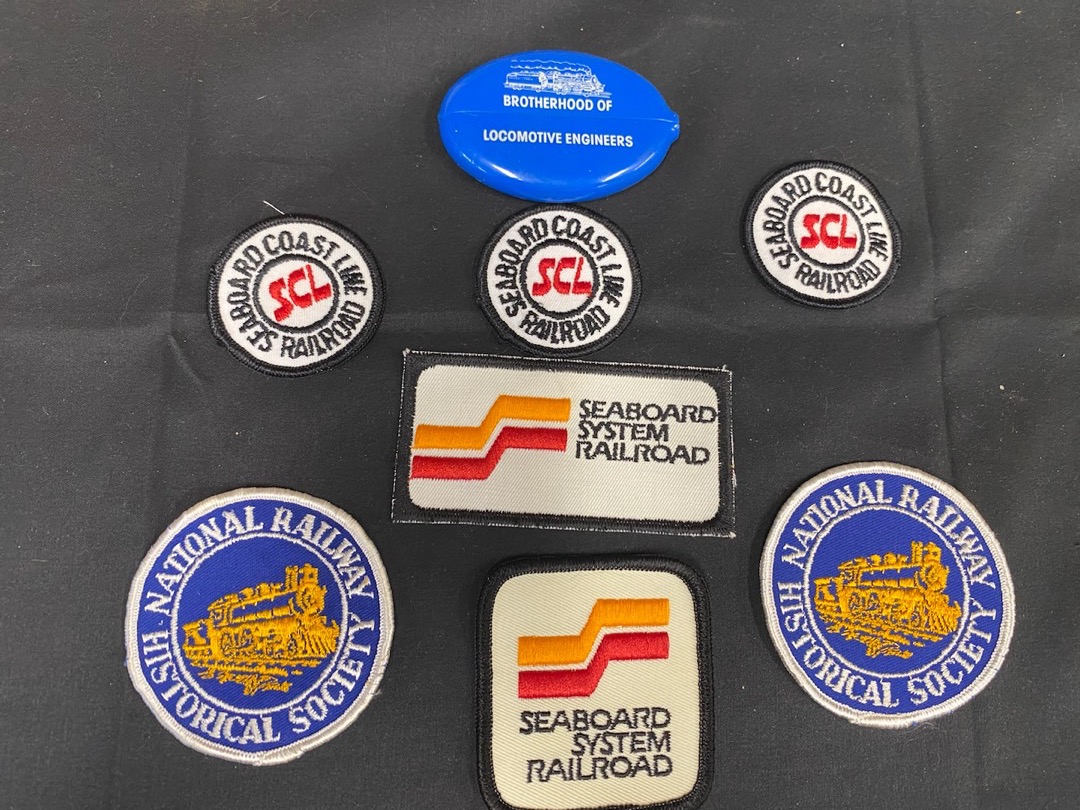 BROTHERHOOD OF
LOCOMOTIVE ENGINEERS
SEABOARD COAST LINE RAILROAD
SCL
SEABOARD COAST LINE RAILROAD
SCL
SEABOARD COAST LINE RAILROAD
SCL
SEABOARD
SYSTEM
RAILROAD
NATIONAL RAILWAY
HISTORICAL SOCIETY
NATIONAL RAILWAY
HISTORICAL SOCIETY
SEABOARD
SYSTEM
RAILROAD